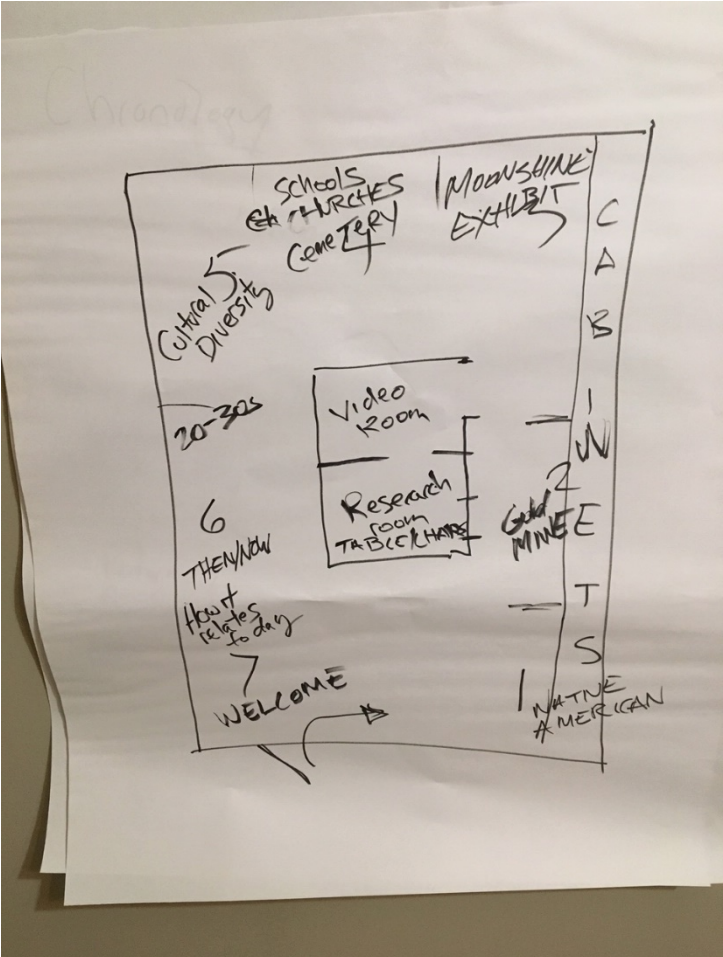 Chronology
Schools
CHURCHES
Cemetery
4
MOONSHINE
EXHIBIT
3
CABINETS
5
Cultural
Diversity
20-30s
Video
Room
Research
room
TABLE/CHAIRS
2
Gold
MINE
6
THEN/NOW
How it
relates
to day
7
WELCOME
1
NATIVE
AMERICAN